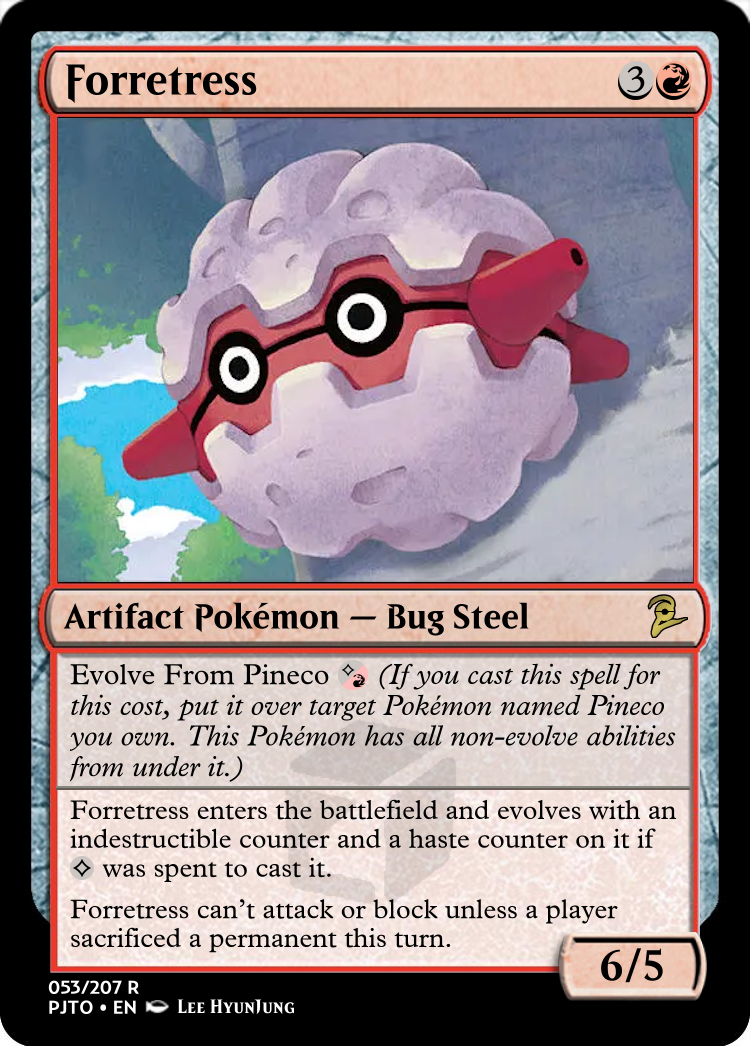 Forretress 3
Artifact Pokémon — Bug Steel
Evolve From Pineco (If you cast this spell for
this cost, put it over target Pokémon named Pineco
you own. This Pokémon has all non-evolve abilities
from under it.)
Forretress enters the battlefield and evolves with an
indestructible counter and a haste counter on it if
was spent to cast it.
Forretress can't attack or block unless a player
sacrificed a permanent this turn.
6/5
053/207 R
PJTO • EN Lee HyunJung